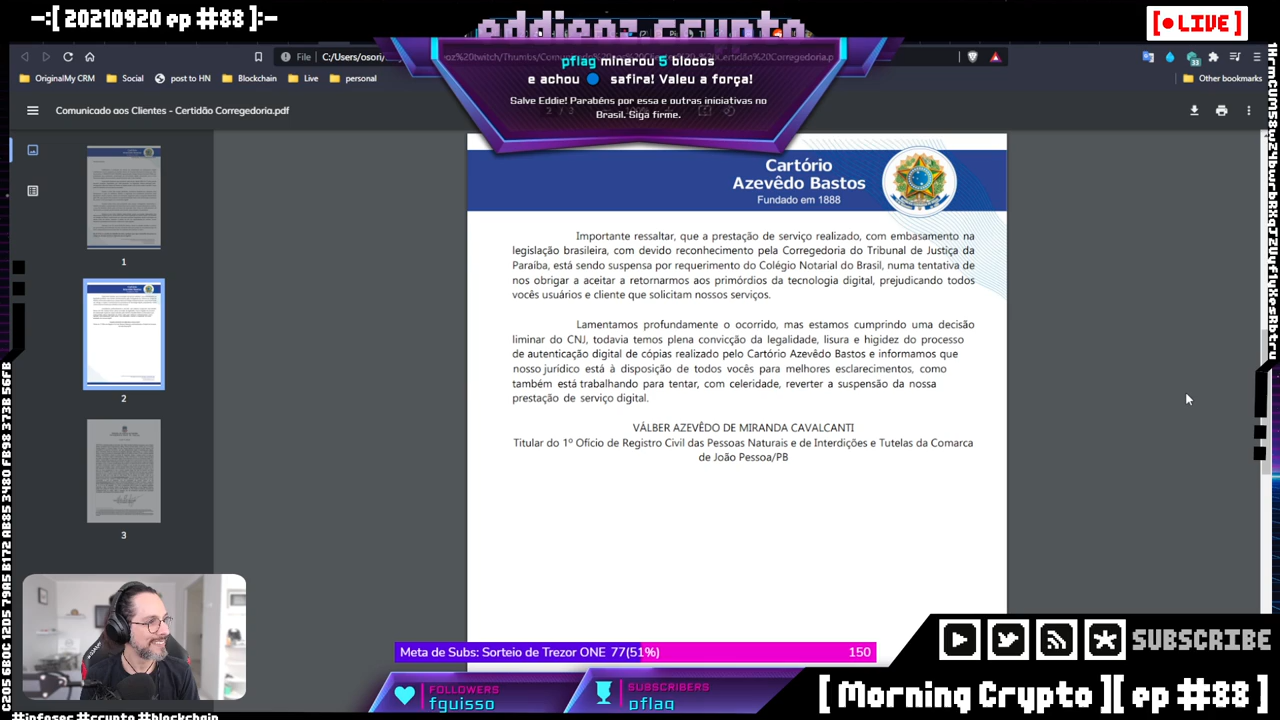 -:[ 20210920 ep #88 ]:-
eddieoz crypto
[ LIVE ]
pflag minerou 5 blocos
e achou safira! Valeu a força!
Salve Eddie! Parabéns por essa e outras iniciativas no
Brasil. Siga firme.
File
C:/Users/osori/
OriginalMy CRM
Social
post to HN
Blockchain
Live
personal
Other bookmarks
Comunicado aos Clientes - Certidão Corregedoria.pdf
1
2
3
Cartório
Azevêdo Bastos
Fundado em 1888
Importante ressaltar, que a prestação de serviço realizado, com embasamento na
legislação brasileira, com devido reconhecimento pela Corregedoria do Tribunal de Justiça da
Paraiba, está sendo suspensa por requerimento do Colégio Notarial do Brasil, numa tentativa de
nos obrigar a aceitar a retornarmos aos primórdios da tecnologia digital, prejudicando todos
vocês usuários e cliente que solicitam nossos serviços.
Lamentamos profundamente o ocorrido, mas estamos cumprindo uma decisão
liminar do CNJ, todavia temos plena convicção da legalidade, lisura e higidez do processo
de autenticação digital de cópias realizado pelo Cartório Azevêdo Bastos e informamos que
nosso jurídico está à disposição de todos vocês para melhores esclarecimentos, como
também está trabalhando para tentar, com celeridade, reverter a suspensão da nossa
prestação de serviço digital.
VÁLBER AZEVÊDO DE MIRANDA CAVALCANTI
Titular do 1º Ofício de Registro Civil das Pessoas Naturais e de Interdições e Tutelas da Comarca
de João Pessoa/PB
Meta de Subs: Sorteio de Trezor ONE 77(51%)
150
SUBSCRIBE
FOLLOWERS
fguisso
SUBSCRIBERS
pflag
[ Morning Crypto ][ ep #88 ]
#infosec #crypto #blockchain